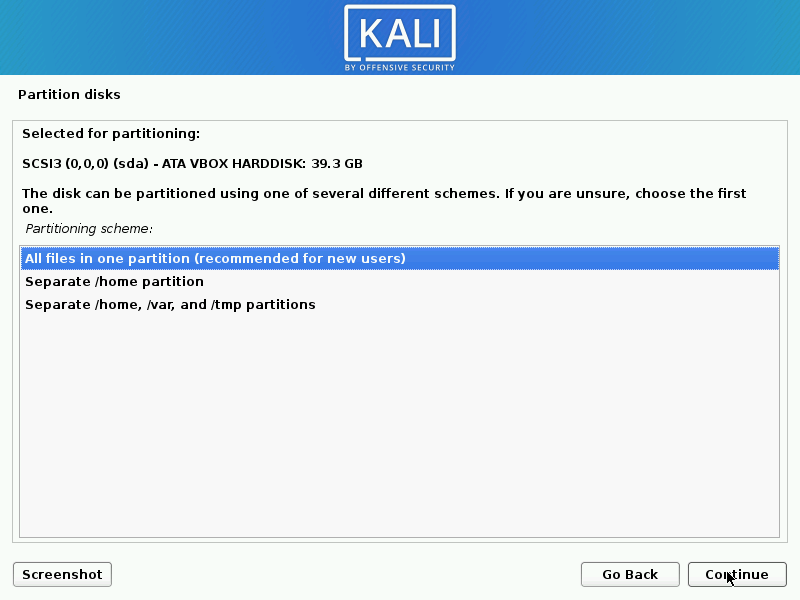 KALI
BY OFFENSIVE SECURITY
Partition disks
Selected for partitioning:
SCSI3 (0,0,0) (sda) - ATA VBOX HARDDISK: 39.3 GB
The disk can be partitioned using one of several different schemes. If you are unsure, choose the first
one.
Partitioning scheme:
All files in one partition (recommended for new users)
Separate /home partition
Separate /home, /var, and /tmp partitions
Screenshot
Go Back
Continue